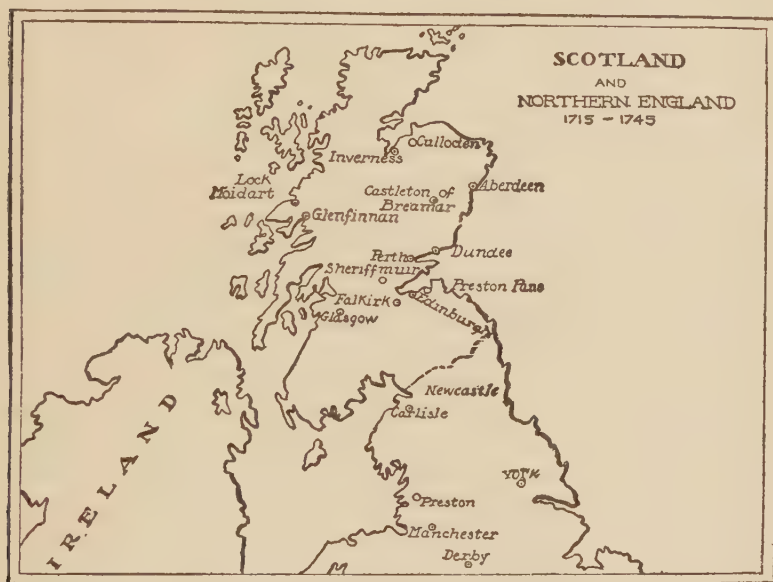 SCOTLAND
AND
NORTHERN ENGLAND
1715 - 1745
Culloden
Inverness
Lock
Moidart
Castleton of
Breamar
Aberdeen
Glenfinnan
Perth
Dundee
Sheriffmuir
Preston Pans
Falkirk
Edinburgh
Glasgow
Newcastle
Carlisle
IRELAND
YORK
Preston
Manchester
Derby